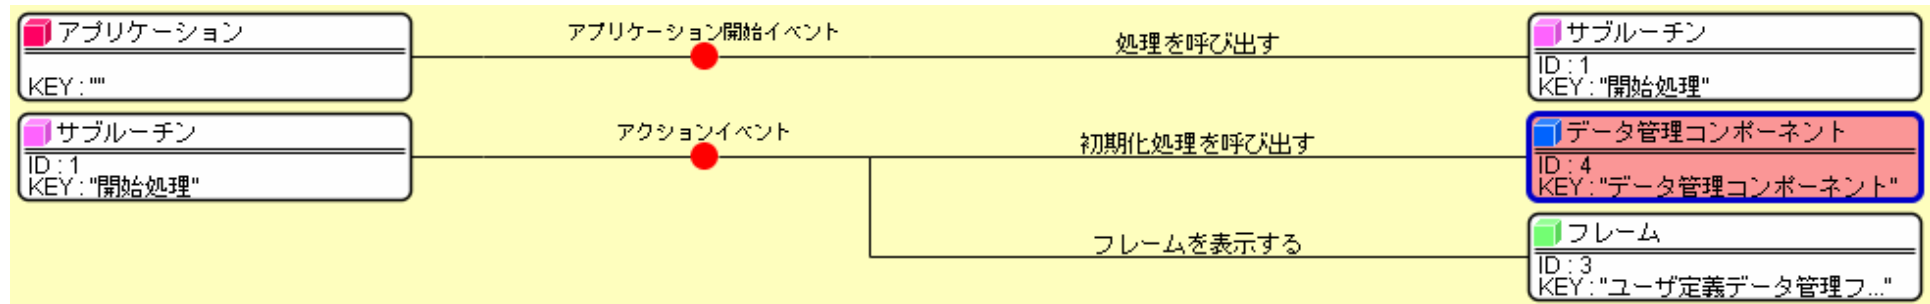 アプリケーション
KEY : ""
アプリケーション開始イベント
処理を呼び出す
サブルーチン
ID : 1
KEY : "開始処理"
サブルーチン
ID : 1
KEY : "開始処理"
アクションイベント
初期化処理を呼び出す
データ管理コンポーネント
ID : 4
KEY : "データ管理コンポーネント"
フレームを表示する
フレーム
ID : 3
KEY : "ユーザ定義データ管理フ..."